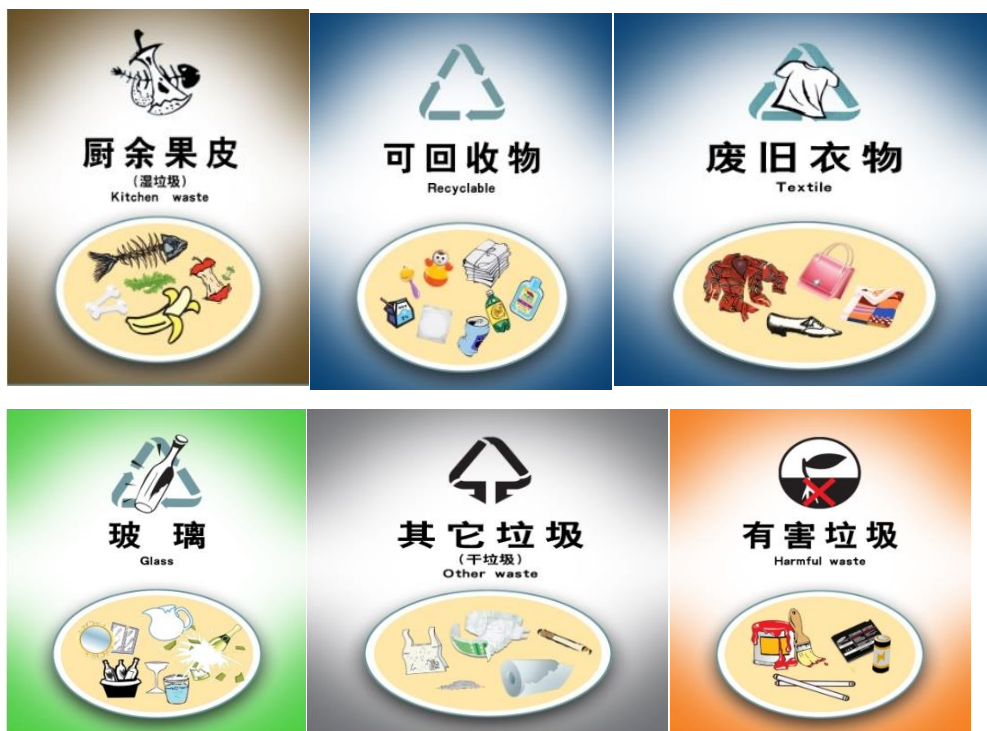 厨余果皮
(湿垃圾)
Kitchen waste
可回收物
Recyclable
废旧衣物
Textile
玻璃
Glass
其它垃圾
(干垃圾)
Other waste
有害垃圾
Harmful waste